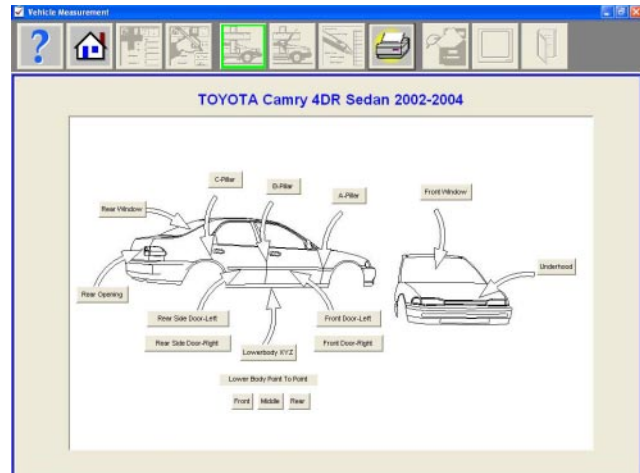 Vehicle Measurement
?
TOYOTA Camry 4DR Sedan 2002-2004
C-Pillar
B-Pillar
A-Pillar
Front Window
Rear Window
Underhood
Rear Opening
Rear Side Door-Left
Front Door-Left
Rear Side Door-Right
Front Door-Right
Lowerbody XYZ
Lower Body Point To Point
Front
Middle
Rear